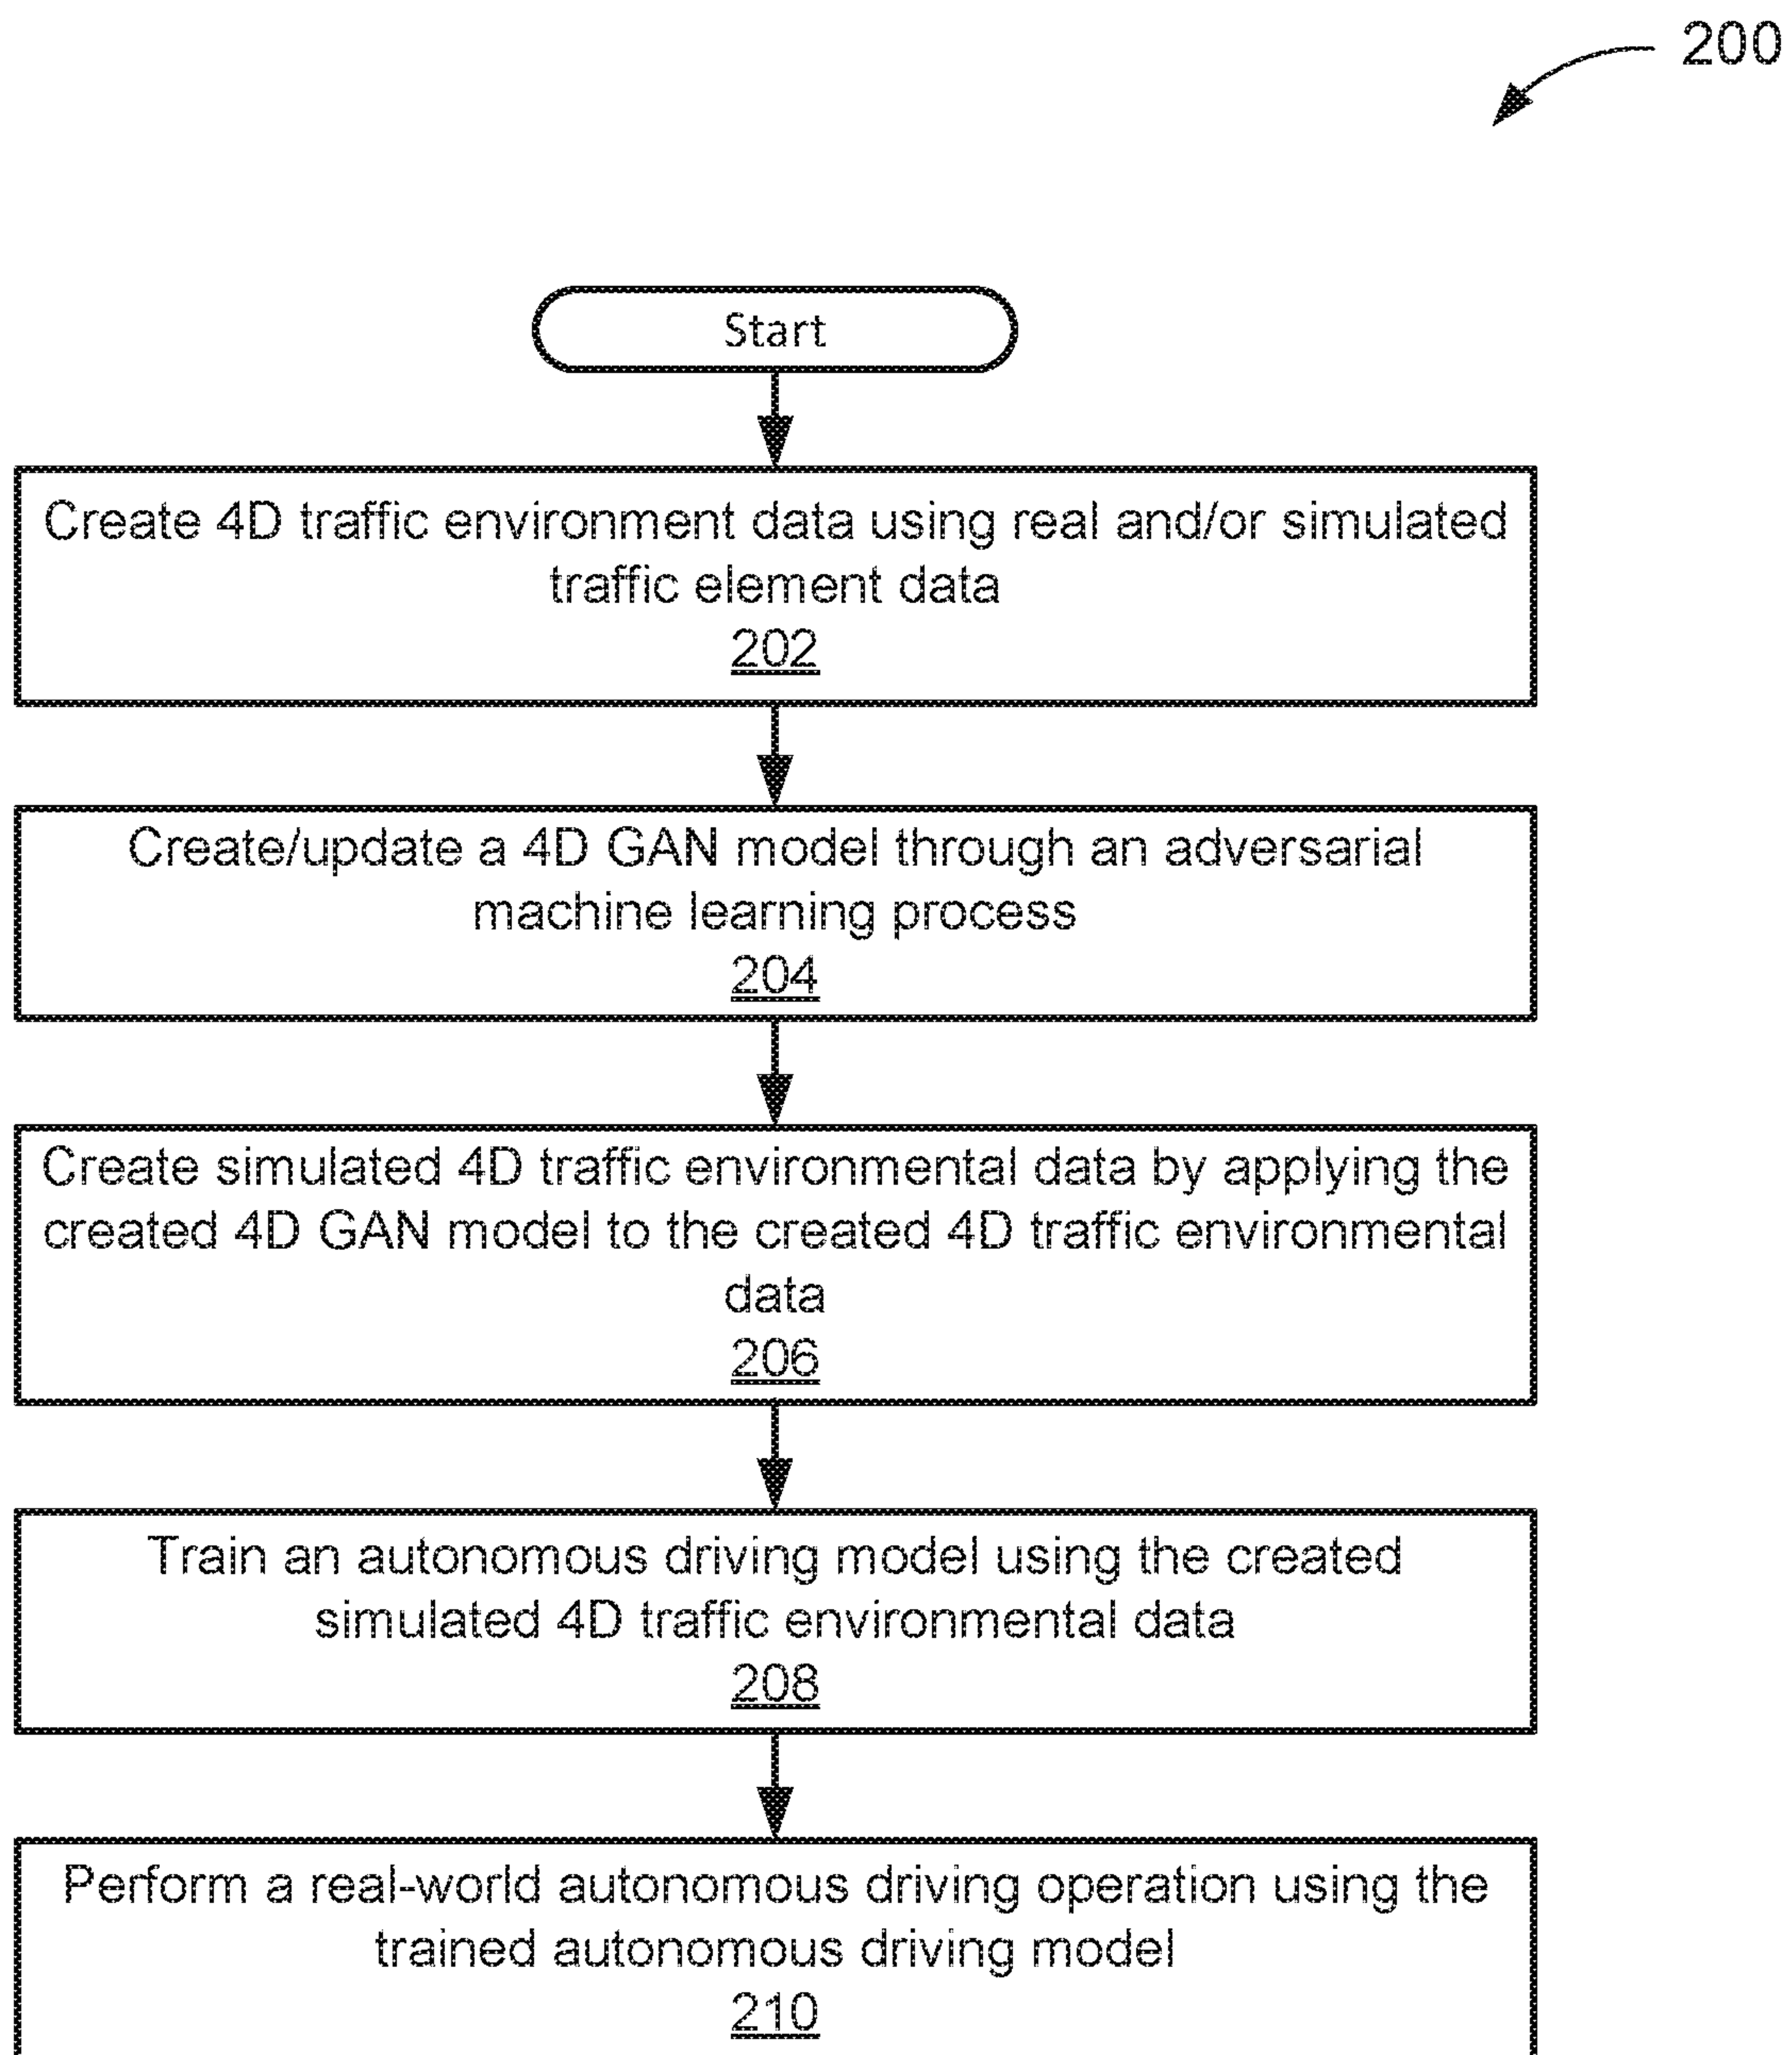 200
Start
Create 4D traffic environment data using real and/or simulated
traffic element data
202
Create/update a 4D GAN model through an adversarial
machine learning process
204
Create simulated 4D traffic environmental data by applying the
created 4D GAN model to the created 4D traffic environmental
data
206
Train an autonomous driving model using the created
simulated 4D traffic environmental data
208
Perform a real-world autonomous driving operation using the
trained autonomous driving model
210